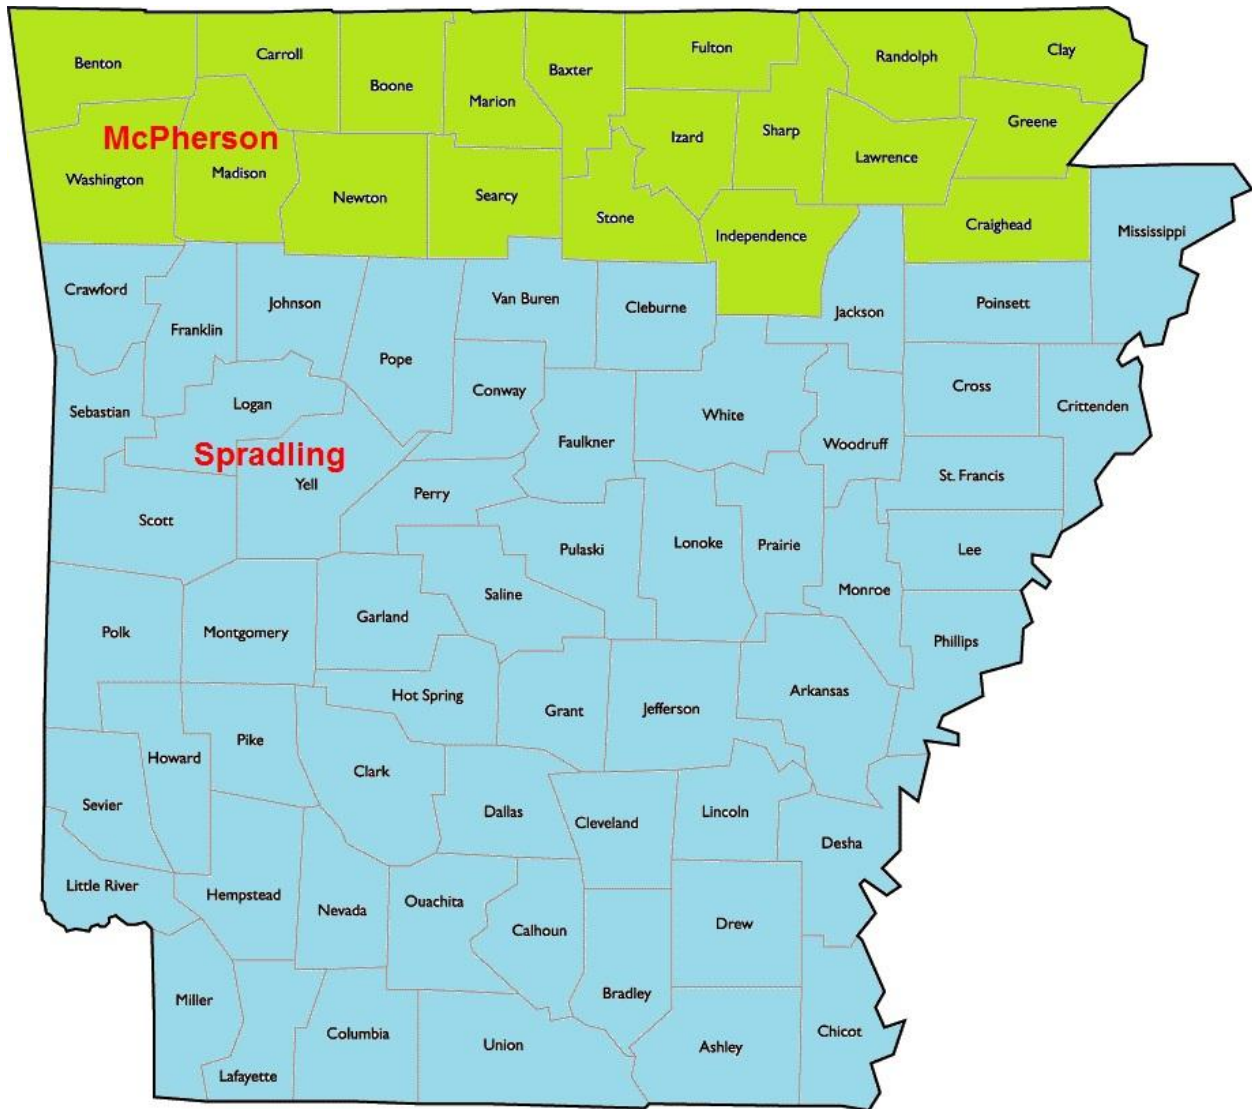 Benton
Carroll
Boone
Marion
Baxter
Fulton
Randolph
Clay
Izard
Sharp
Greene
McPherson
Washington
Madison
Newton
Searcy
Stone
Lawrence
Independence
Craighead
Mississippi
Crawford
Franklin
Johnson
Pope
Van Buren
Cleburne
Jackson
Poinsett
Sebastian
Logan
Conway
Faulkner
White
Woodruff
Cross
Crittenden
Spradling
Yell
Perry
St. Francis
Scott
Pulaski
Lonoke
Prairie
Lee
Saline
Monroe
Polk
Montgomery
Garland
Phillips
Hot Spring
Grant
Jefferson
Arkansas
Howard
Pike
Clark
Sevier
Dallas
Cleveland
Lincoln
Desha
Little River
Hempstead
Nevada
Ouachita
Calhoun
Drew
Miller
Bradley
Lafayette
Columbia
Union
Ashley
Chicot